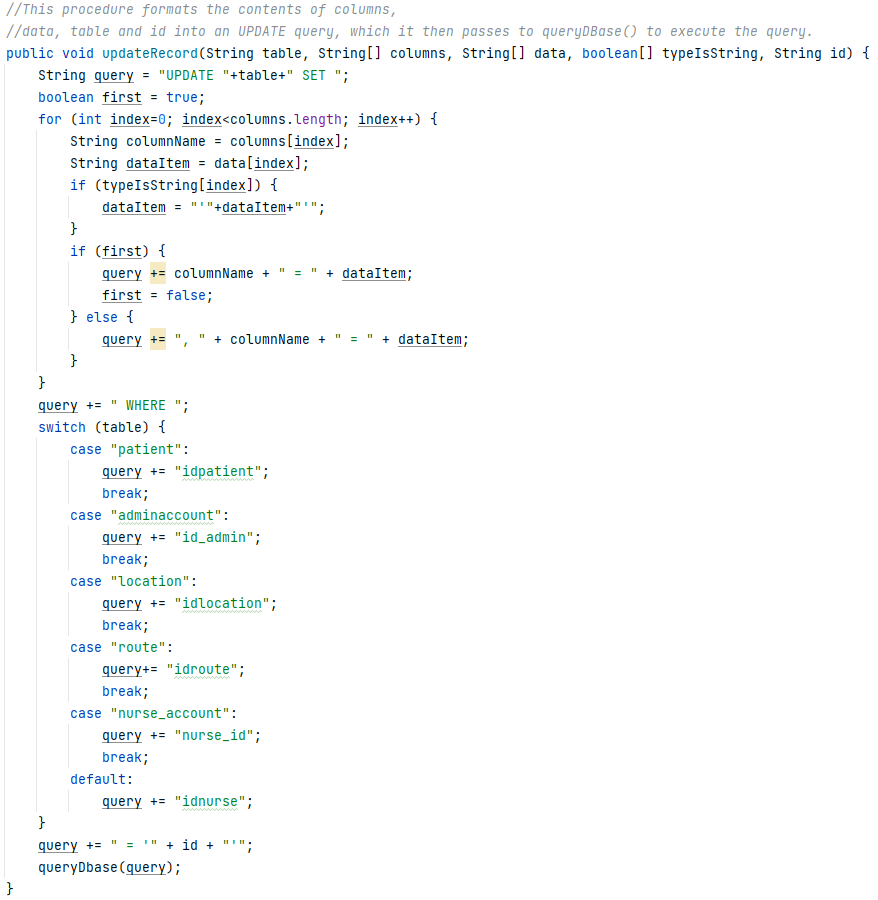 //This procedure formats the contents of columns,
//data, table and id into an UPDATE query, which it then passes to queryDBase() to execute the query.
public void updateRecord(String table, String[] columns, String[] data, boolean[] typeIsString, String id) {
    String query = "UPDATE "+table+" SET ";
    boolean first = true;
    for (int index=0; index<columns.length; index++) {
        String columnName = columns[index];
        String dataItem = data[index];
        if (typeIsString[index]) {
            dataItem = "'"+dataItem+"'";
        }
        if (first) {
            query += columnName + " = " + dataItem;
            first = false;
        } else {
            query += ", " + columnName + " = " + dataItem;
        }
    }
    query += " WHERE ";
    switch (table) {
        case "patient":
            query += "idpatient";
            break;
        case "adminaccount":
            query += "id_admin";
            break;
        case "location":
            query += "idlocation";
            break;
        case "route":
            query+= "idroute";
            break;
        case "nurse_account":
            query += "nurse_id";
            break;
        default:
            query += "idnurse";
    }
    query += " = '" + id + "'";
    queryDbase(query);
}